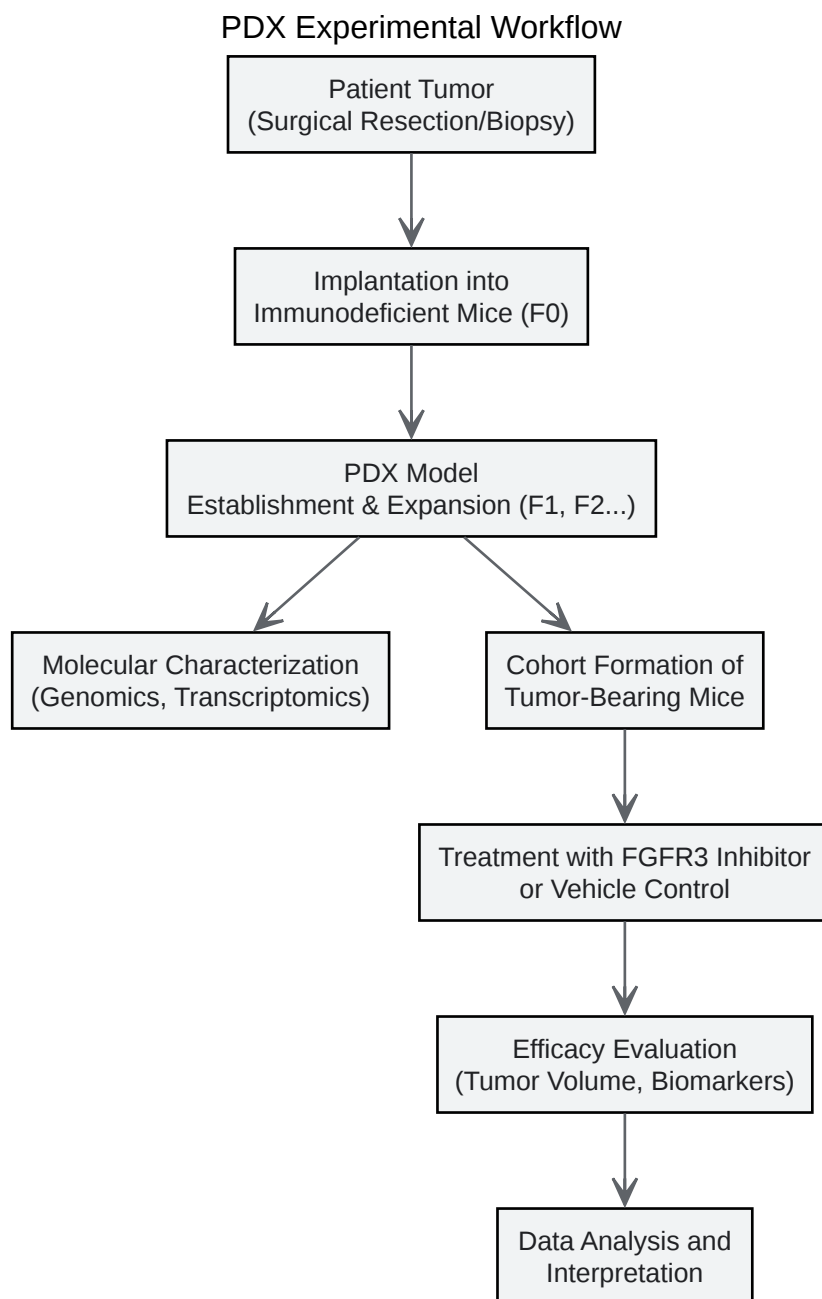 PDX Experimental Workflow
Patient Tumor
(Surgical Resection/Biopsy)
Implantation into
Immunodeficient Mice (F0)
PDX Model
Establishment & Expansion (F1, F2...)
Molecular Characterization
(Genomics, Transcriptomics)
Cohort Formation of
Tumor-Bearing Mice
Treatment with FGFR3 Inhibitor
or Vehicle Control
Efficacy Evaluation
(Tumor Volume, Biomarkers)
Data Analysis and
Interpretation